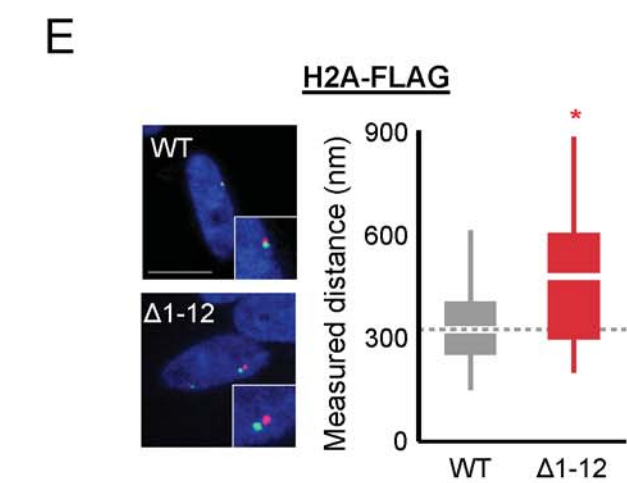 E
H2A-FLAG
WT
Δ1-12
Measured distance (nm)
900
600
300
0
*
WT
Δ1-12